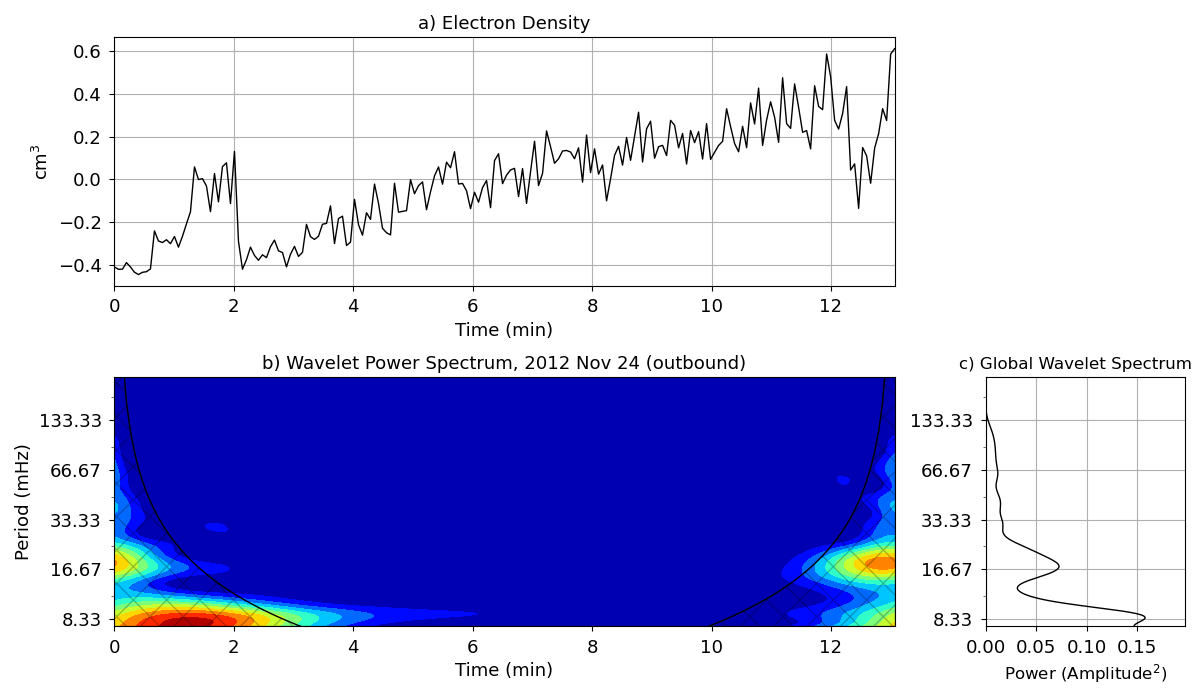 a) Electron Density
cm³
0.6
0.4
0.2
0.0
−0.2
−0.4
0 2 4 6 8 10 12
Time (min)
b) Wavelet Power Spectrum, 2012 Nov 24 (outbound)
Period (mHz)
133.33
66.67
33.33
16.67
8.33
0 2 4 6 8 10 12
Time (min)
c) Global Wavelet Spectrum
133.33
66.67
33.33
16.67
8.33
0.00 0.05 0.10 0.15
Power (Amplitude²)